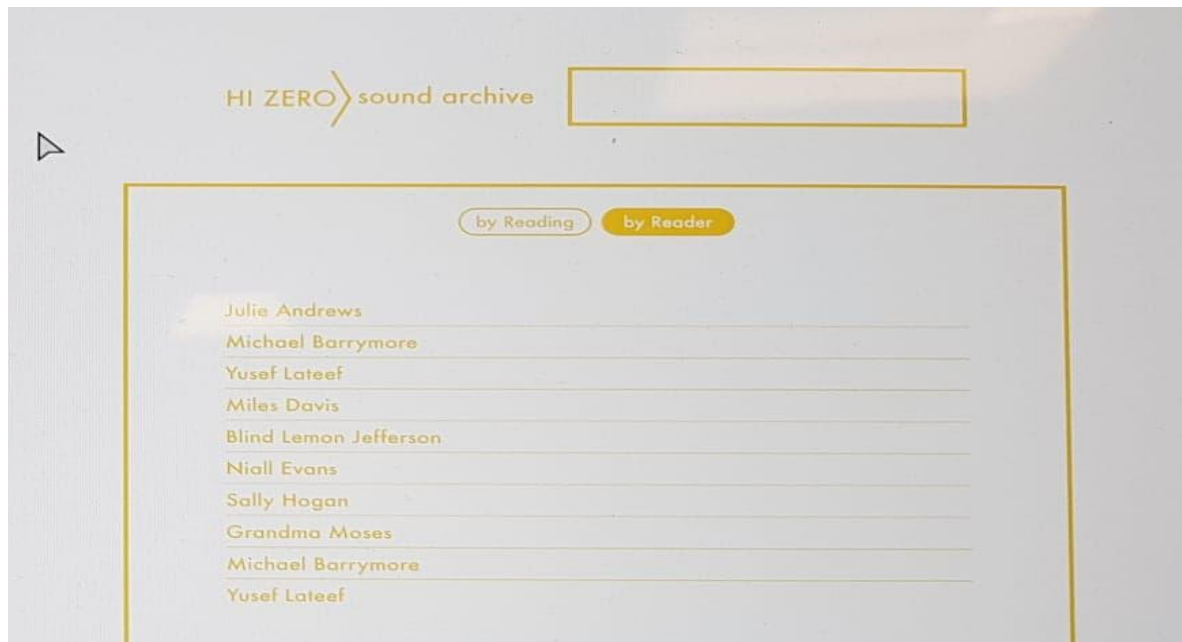 HI ZERO sound archive
by Reading by Reader
Julie Andrews
Michael Barrymore
Yusef Lateef
Miles Davis
Blind Lemon Jefferson
Niall Evans
Sally Hogan
Grandma Moses
Michael Barrymore
Yusef Lateef